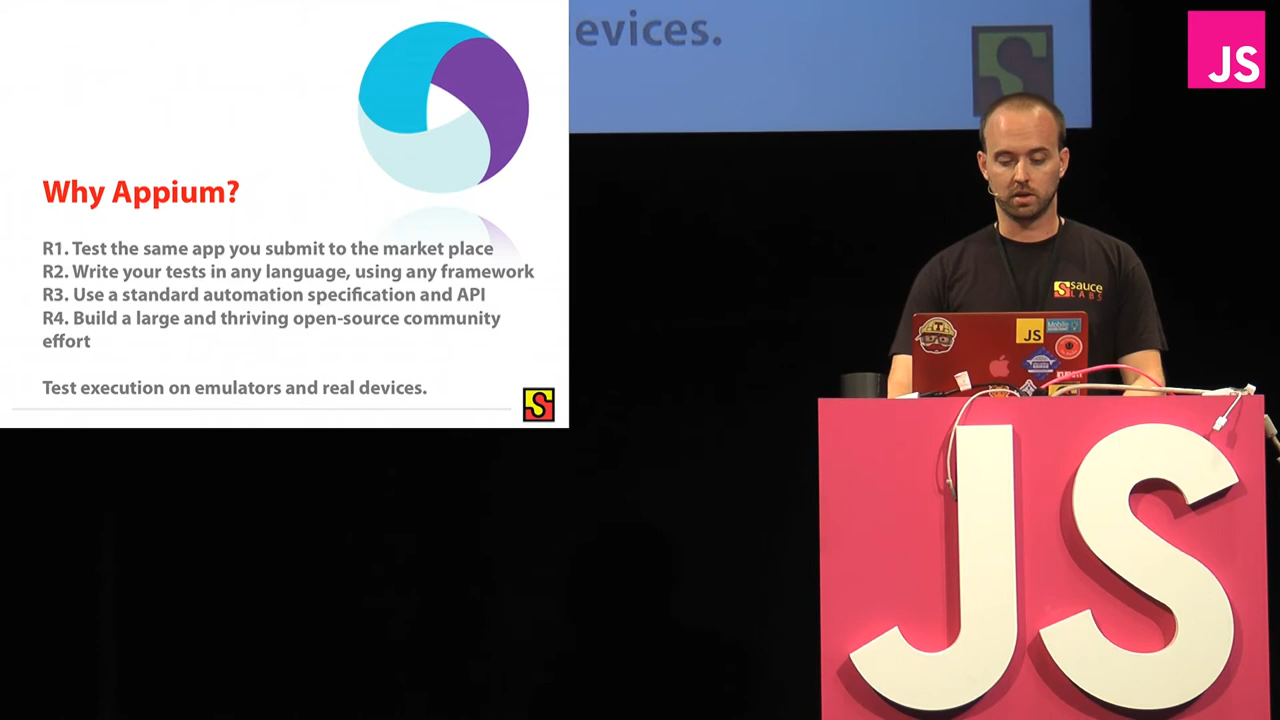 Why Appium?
R1. Test the same app you submit to the market place
R2. Write your tests in any language, using any framework
R3. Use a standard automation specification and API
R4. Build a large and thriving open-source community
effort
Test execution on emulators and real devices.
S
evices.
JS
S sauce
LABS
T
JS
Mobile
JS